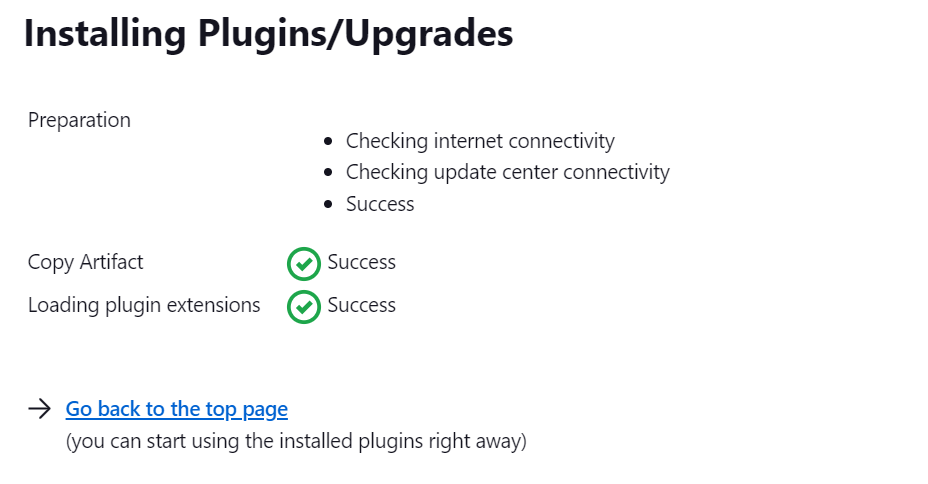 Installing Plugins/Upgrades
Preparation
Checking internet connectivity
Checking update center connectivity
Success
Copy Artifact Success
Loading plugin extensions Success
Go back to the top page
(you can start using the installed plugins right away)